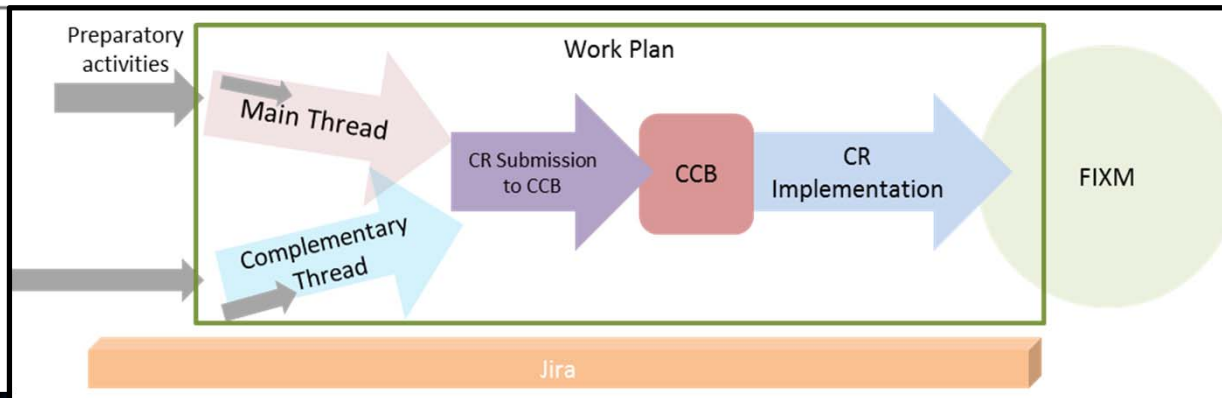 Preparatory
activities
Work Plan
Main Thread
Complementary
Thread
CR Submission
to CCB
CCB
CR
Implementation
FIXM
Jira